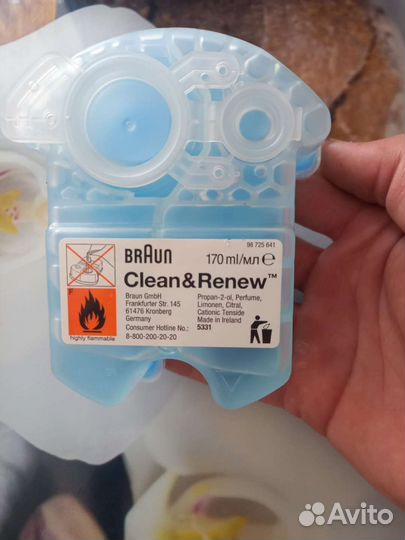 98 725 641
BRAUN
170 ml/мл e
Clean&Renew™
Braun GmbH
Frankfurter Str. 145
61476 Kronberg
Germany
Consumer Hotline No.:
8-800-200-20-20
Propan-2-ol, Perfume,
Limonen, Citral,
Cationic Tenside
Made in Ireland
5331
highly flammable
Avito